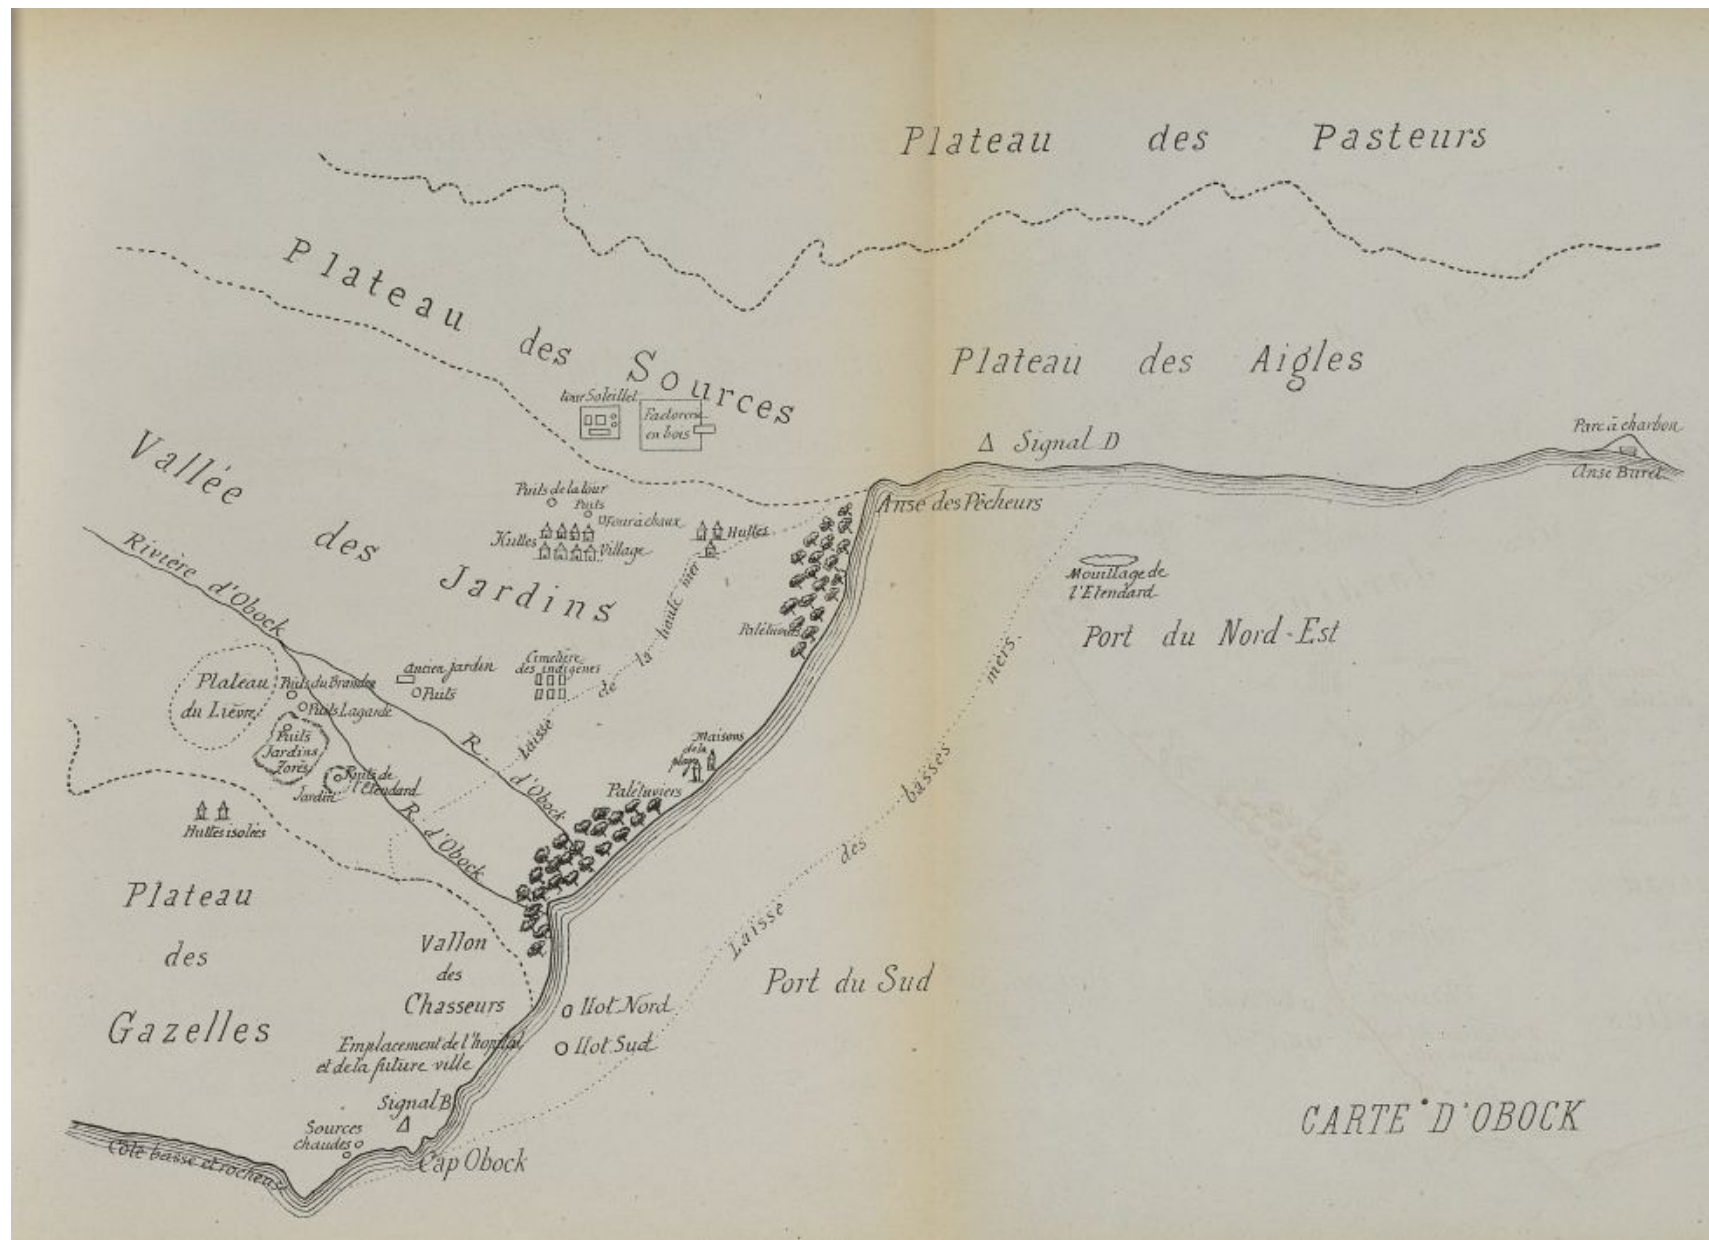 Plateau des Pasteurs
Plateau des Sources
Plateau des Aigles
tour Soleillet
Factorerie
en bois
Signal D
Parc à charbon
Anse Buret
Vallée des Jardins
Puits de la tour
Puits
Four à chaux
Huttes
Village
Huttes
Anse des Pêcheurs
Rivière d'Obock
Mouillage de
l'Etendard
Port du Nord-Est
Palétuviers
Laisse de la haute mer
Cimetière
des indigènes
ancien jardin
Puits
Plateau
du Lièvre
Puits du Brandon
Puits Lagarde
Puits
Jardins
Forès
Puits de
l'Etendard
Jardin
R. d'Obock
R. d'Obock
Maisons
de la
plage
Palétuviers
Huttes isolées
Laisse des basses mers.
Plateau
des
Gazelles
Vallon
des
Chasseurs
Port du Sud
Ilot Nord
Ilot Sud
Emplacement de l'hopital
et de la future ville
Signal B
Sources
chaudes
Cap Obock
Côte basse et rocheuse
CARTE D'OBOCK